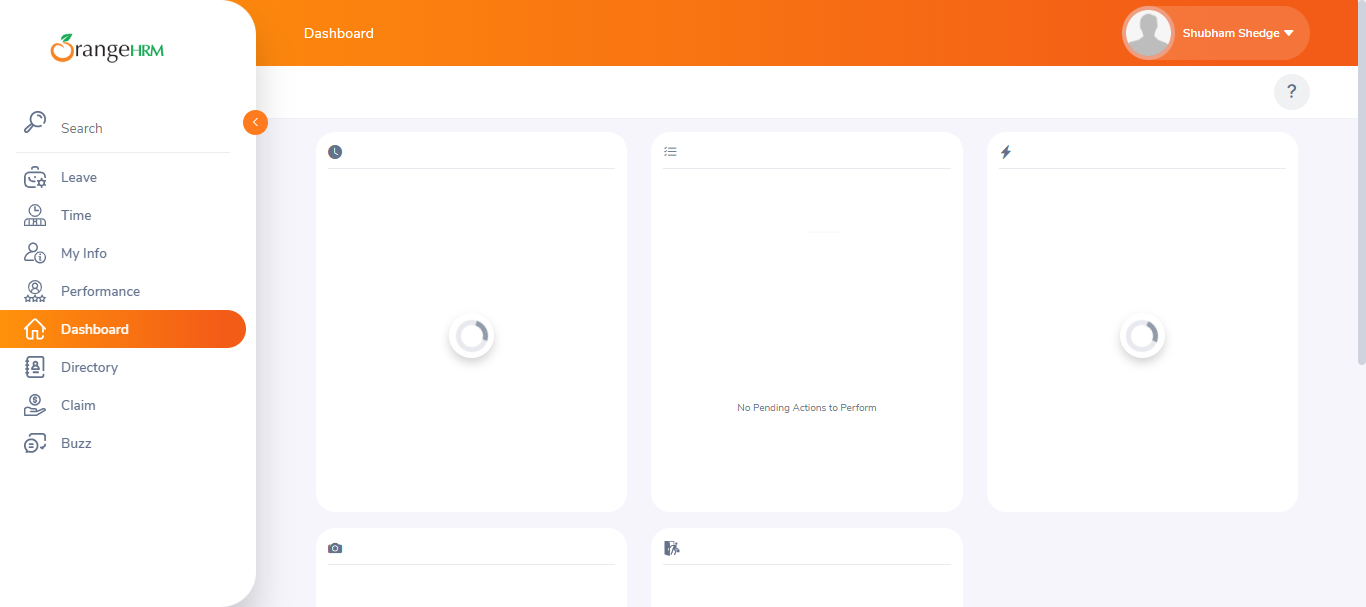 OrangeHRM
Dashboard
Shubham Shedge
?
Search
Leave
Time
My Info
Performance
Dashboard
Directory
Claim
Buzz
No Pending Actions to Perform